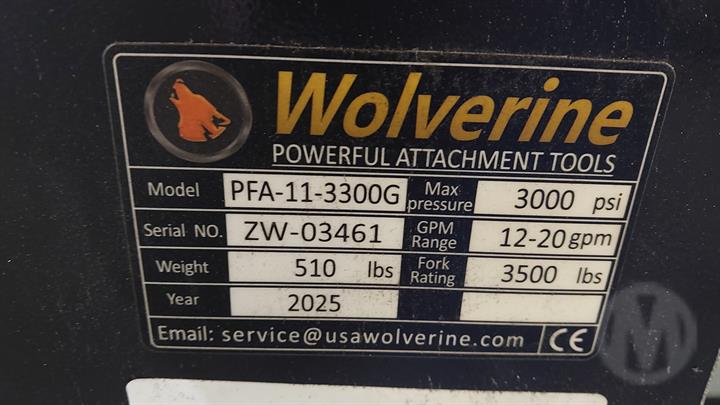 Wolverine
POWERFUL ATTACHMENT TOOLS
Model PFA-11-3300G Max pressure 3000 psi
Serial NO. ZW-03461 GPM Range 12-20 gpm
Weight 510 lbs Fork Rating 3500 lbs
Year 2025
Email: service@usawolverine.com CE
M